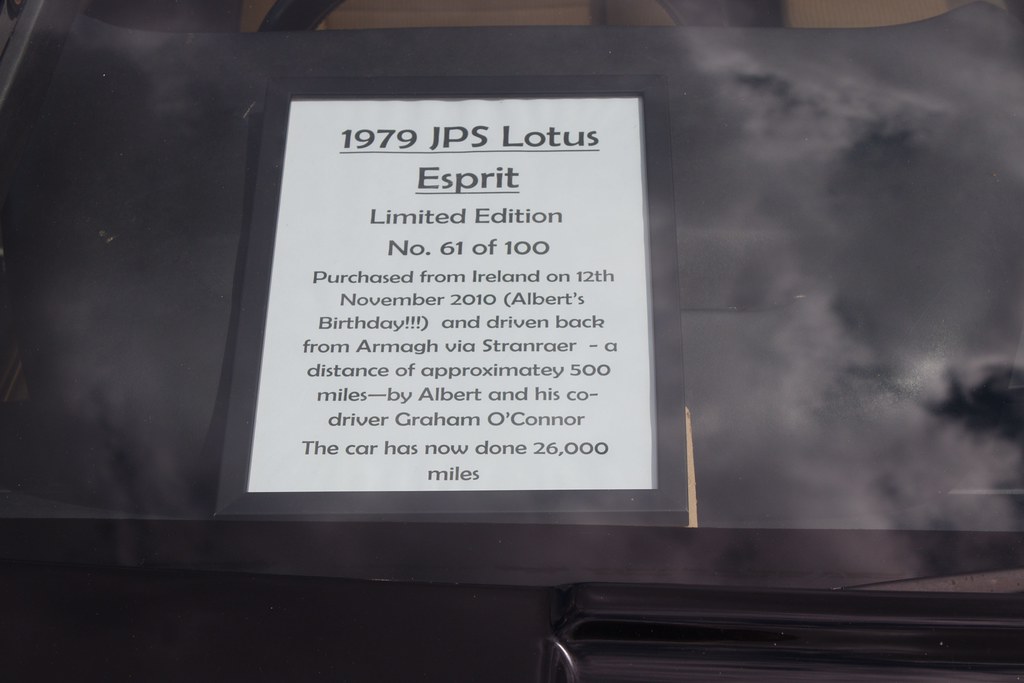 1979 JPS Lotus
Esprit
Limited Edition
No. 61 of 100
Purchased from Ireland on 12th
November 2010 (Albert's
Birthday!!!) and driven back
from Armagh via Stranraer - a
distance of approximatey 500
miles—by Albert and his co-
driver Graham O'Connor
The car has now done 26,000
miles